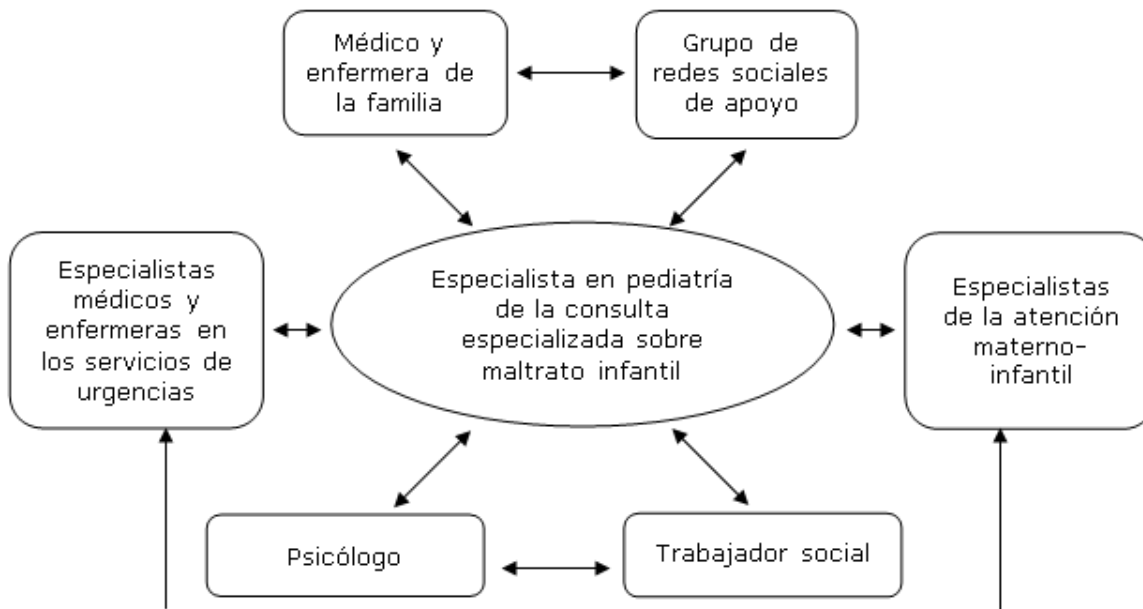 Médico y
enfermera de
la familia
Grupo de
redes sociales
de apoyo
Especialistas
médicos y
enfermeras en
los servicios de
urgencias
Especialista en pediatría
de la consulta
especializada sobre
maltrato infantil
Especialistas
de la atención
materno-
infantil
Psicólogo
Trabajador social